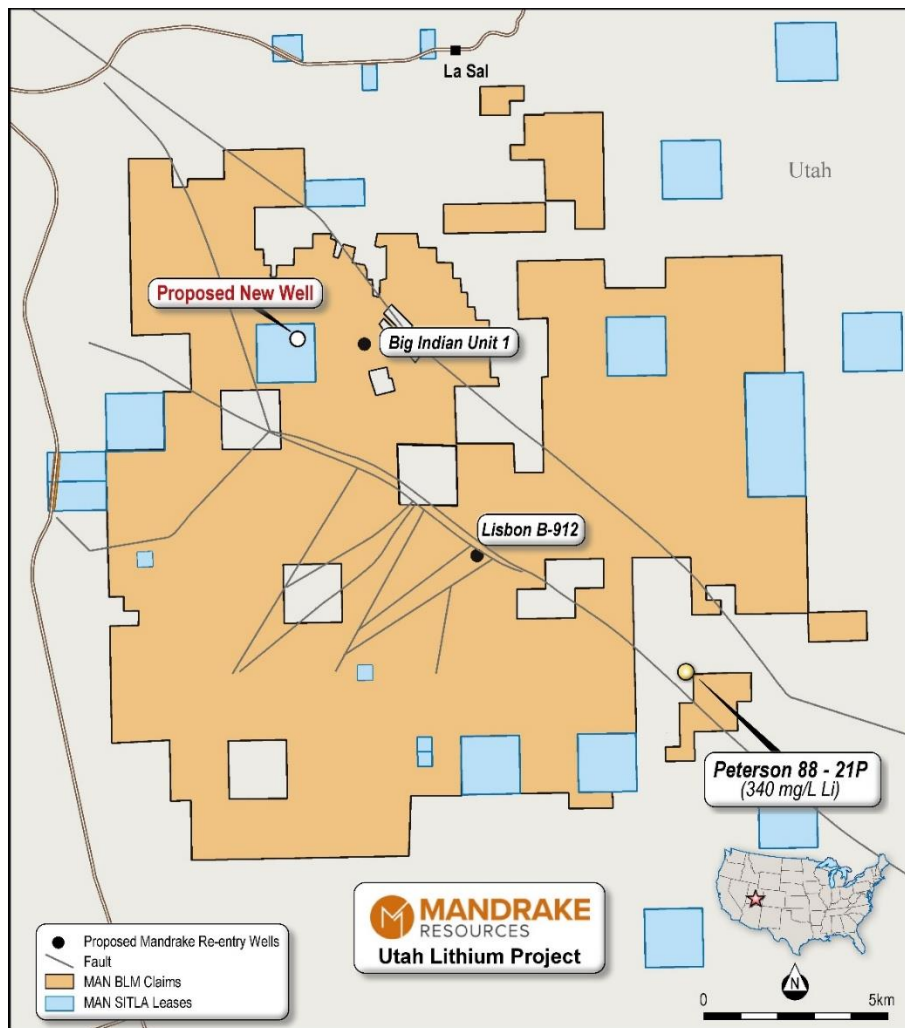 La Sal
Utah
Proposed New Well
Big Indian Unit 1
Lisbon B-912
Peterson 88 - 21P
(340 mg/L Li)
MANDRAKE
RESOURCES
Utah Lithium Project
Proposed Mandrake Re-entry Wells
Fault
MAN BLM Claims
MAN SITLA Leases
N
0 5km